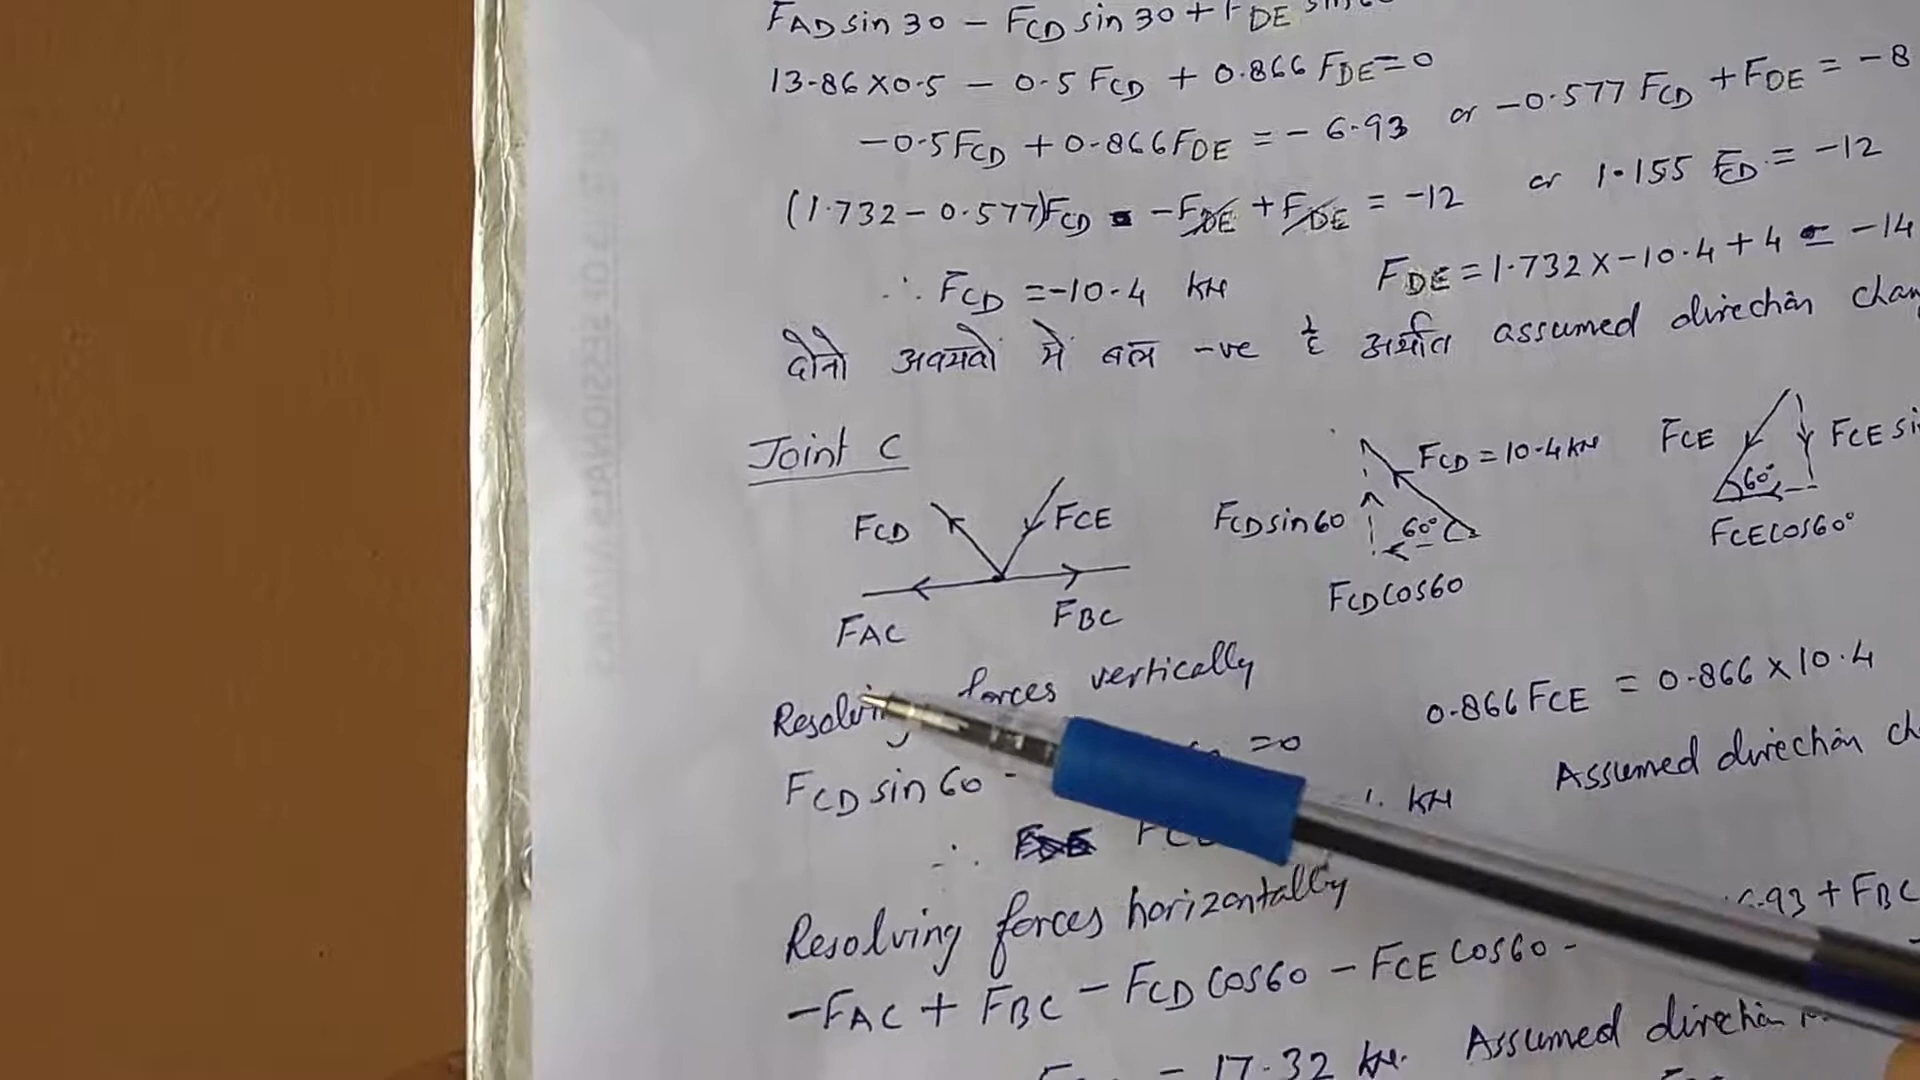 FAD sin 30 - FCD sin 30 + FDE
13.86 X 0.5 - 0.5 FCD + 0.866 FDE = 0
-0.5 FCD + 0.866 FDE = - 6.93 or -0.577 FCD + FDE = -8
(1.732 - 0.577) FCD - FDE + FDE = -12 or 1.155 FCD = -12
∴ FCD = -10.4 KN FDE = 1.732 x -10.4 + 4 = -14
दोनो अवयवो में बल -ve है अर्थात assumed direction
Joint C
FCD FCE FCD sin 60 60° C FCD = 10.4 KN FCE 60° FCE
FAC FBC FCD COS 60 FCE COS 60°
Resolving forces vertically 0.866 FCE = 0.866 x 10.4
FCD sin 60 - = 0 Assumed direction
∴ KN
Resolving forces horizontally 6.93 + FBC
-FAC + FBC - FCD COS 60 - FCE COS 60 -
- 17.32 KN. Assumed direction